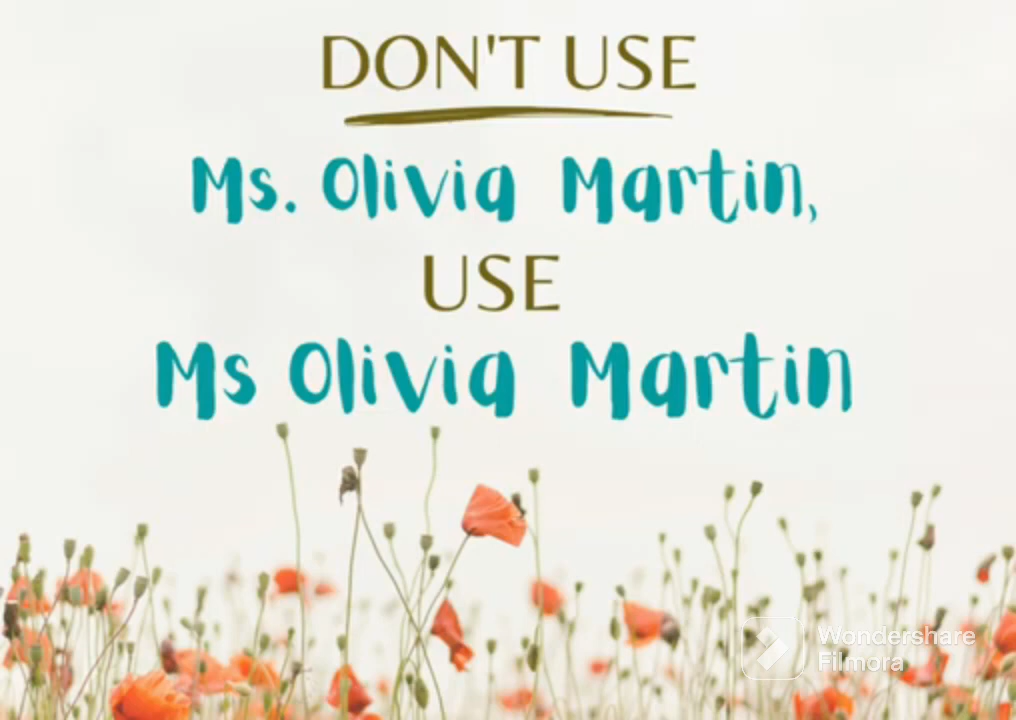 DON'T USE
Ms. Olivia Martin,
USE
Ms Olivia Martin
Wondershare
Filmora